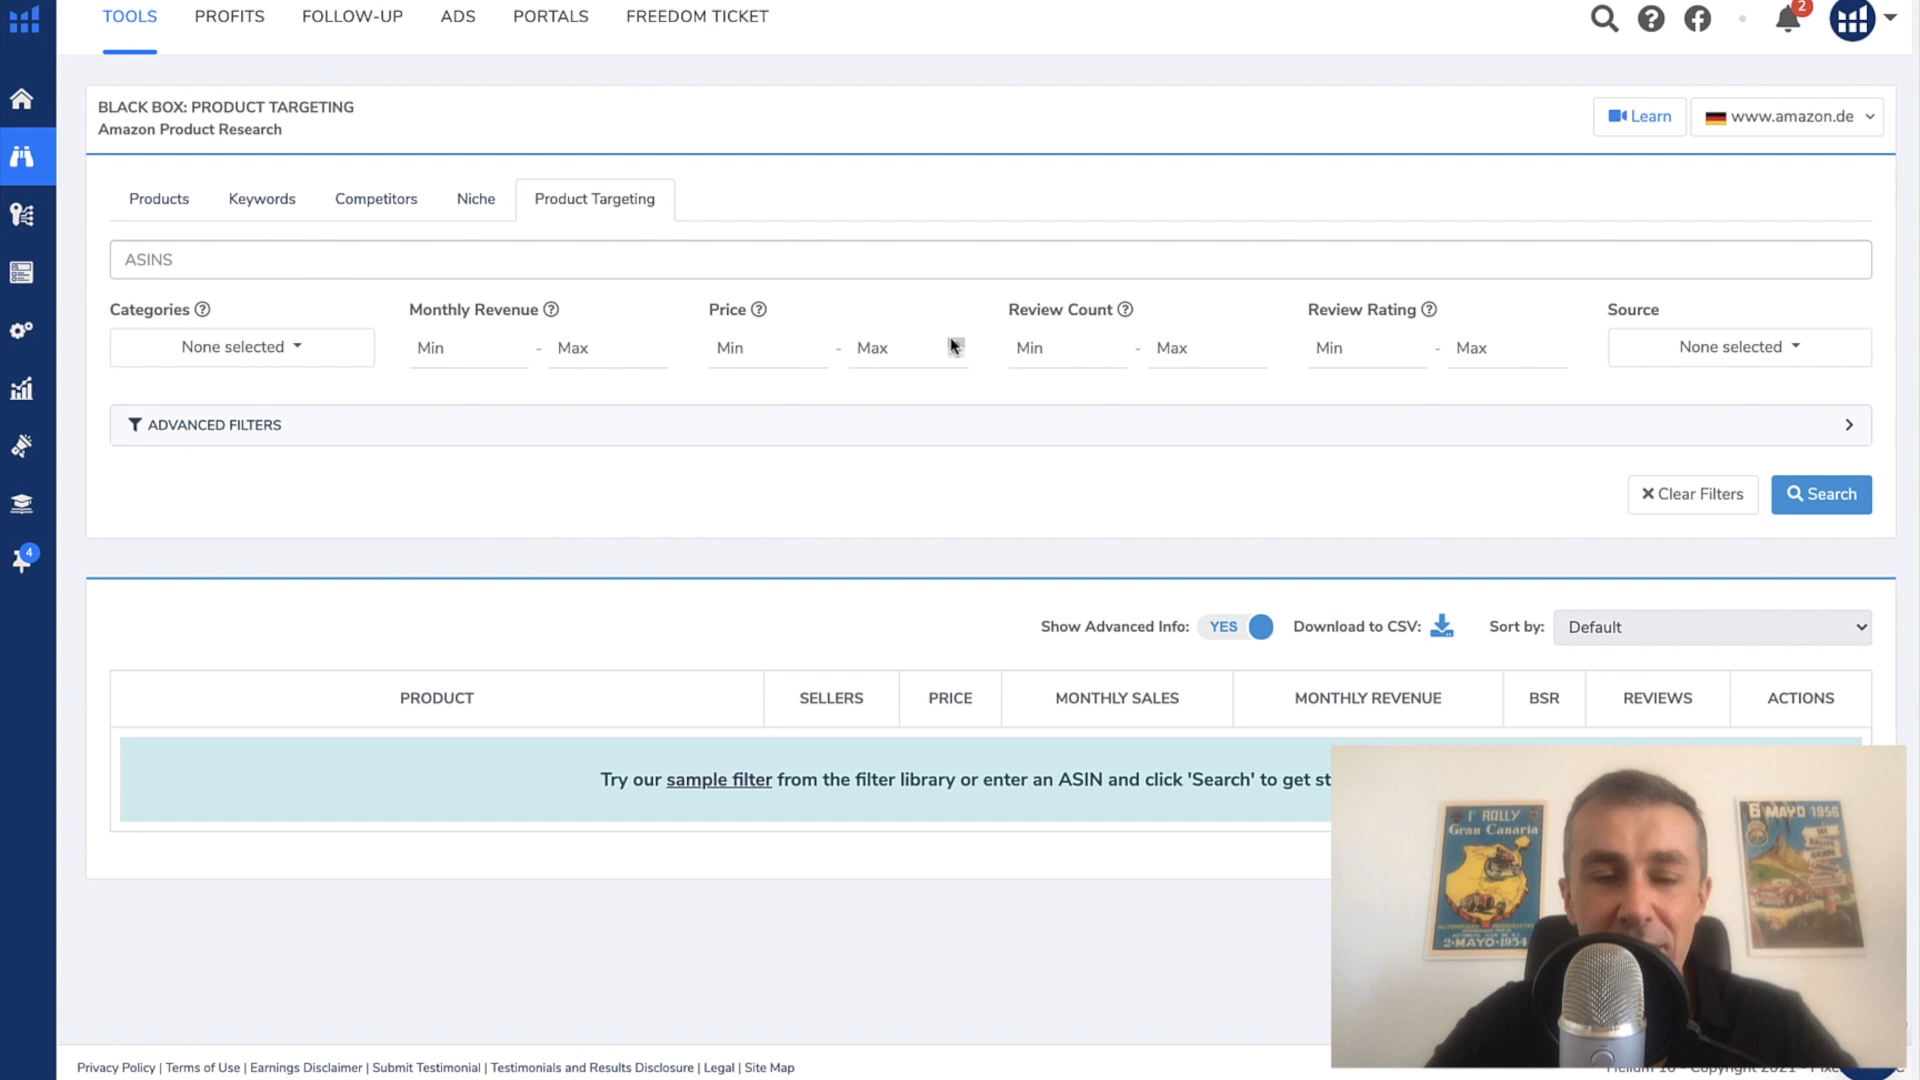 TOOLS PROFITS FOLLOW-UP ADS PORTALS FREEDOM TICKET
2
BLACK BOX: PRODUCT TARGETING
Amazon Product Research
Learn
www.amazon.de
Products Keywords Competitors Niche Product Targeting
ASINS
Categories Monthly Revenue Price Review Count Review Rating Source
None selected Min - Max Min - Max Min - Max Min - Max None selected
ADVANCED FILTERS
Clear Filters Search
4
Show Advanced Info: YES Download to CSV: Sort by: Default
PRODUCT SELLERS PRICE MONTHLY SALES MONTHLY REVENUE BSR REVIEWS ACTIONS
Try our sample filter from the filter library or enter an ASIN and click 'Search' to get st
1º RALLY
Gran Canaria
2-MAYO-1954
6 MAYO 1956
Privacy Policy | Terms of Use | Earnings Disclaimer | Submit Testimonial | Testimonials and Results Disclosure | Legal | Site Map